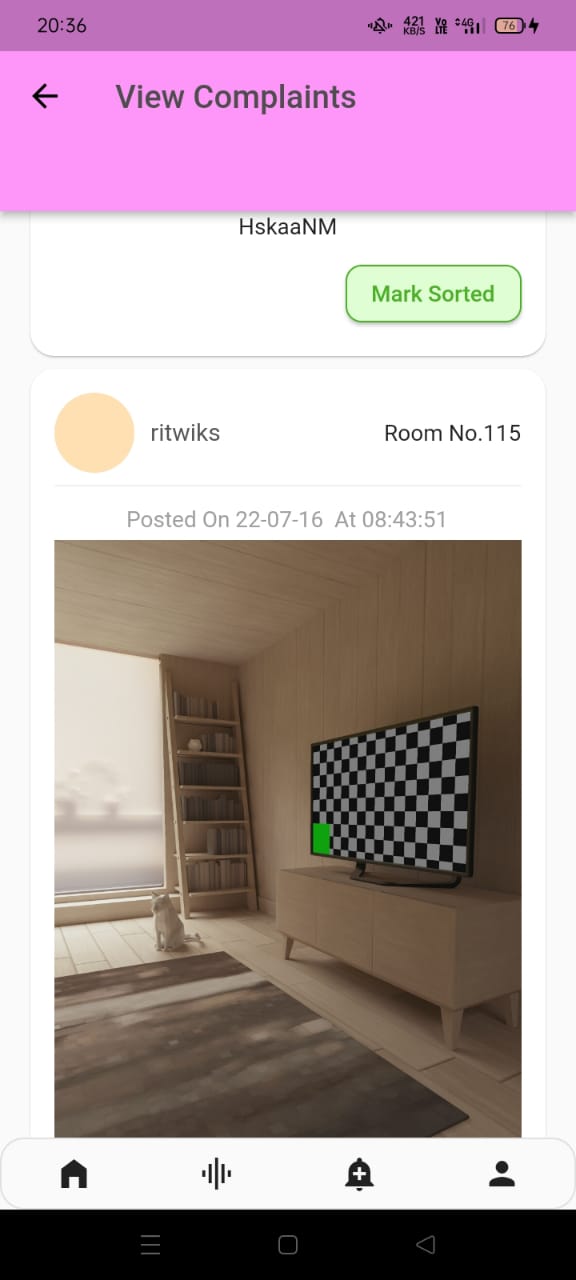 20:36
421
KB/S
Vo
LTE
4G
76
View Complaints
HskaaNM
Mark Sorted
ritwiks
Room No.115
Posted On 22-07-16 At 08:43:51